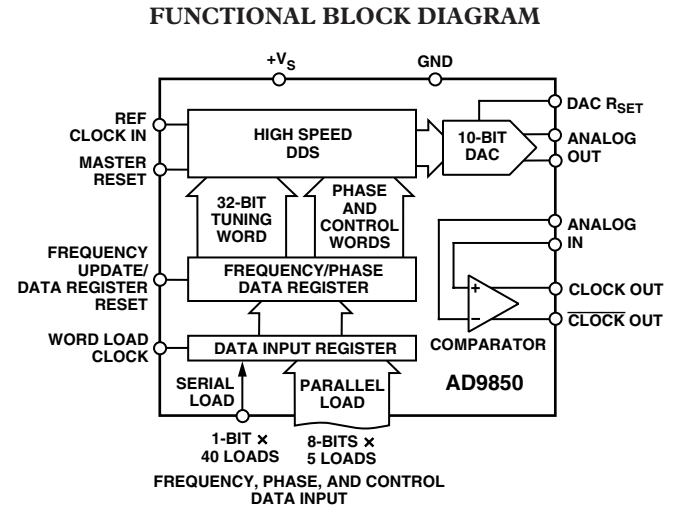 FUNCTIONAL BLOCK DIAGRAM
+VS
GND
REF
CLOCK IN
MASTER
RESET
FREQUENCY
UPDATE/
DATA REGISTER
RESET
WORD LOAD
CLOCK
HIGH SPEED
DDS
32-BIT
TUNING
WORD
PHASE
AND
CONTROL
WORDS
FREQUENCY/PHASE
DATA REGISTER
DATA INPUT REGISTER
SERIAL
LOAD
PARALLEL
LOAD
10-BIT
DAC
DAC RSET
ANALOG
OUT
ANALOG
IN
+
–
CLOCK OUT
CLOCK OUT
COMPARATOR
AD9850
1-BIT ×
40 LOADS
8-BITS ×
5 LOADS
FREQUENCY, PHASE, AND CONTROL
DATA INPUT